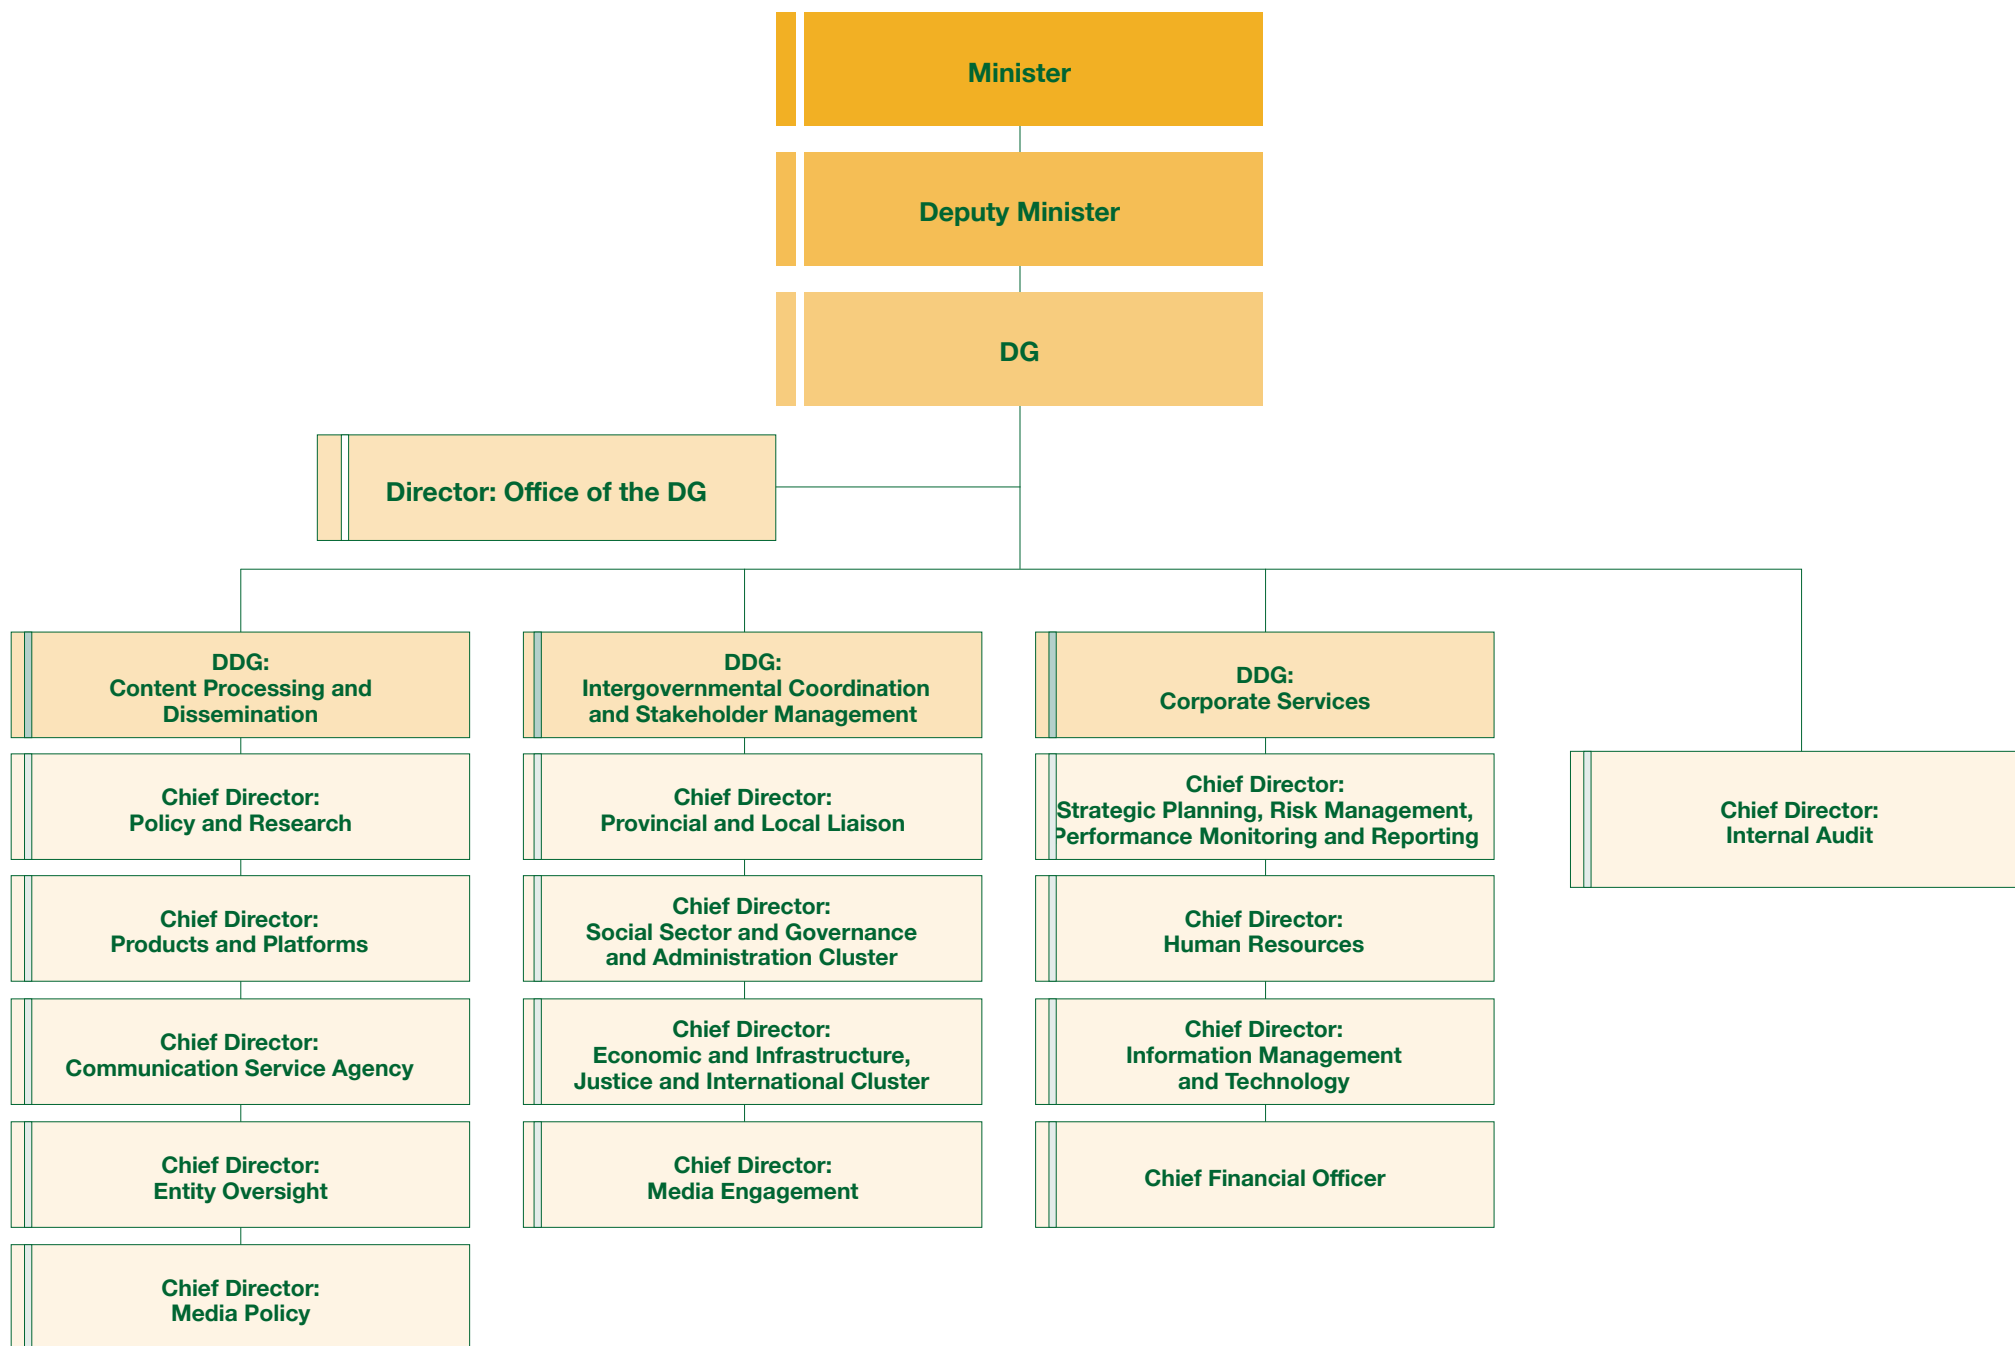 Minister
Deputy Minister
DG
Director: Office of the DG
DDG:
Content Processing and
Dissemination
Chief Director:
Policy and Research
Chief Director:
Products and Platforms
Chief Director:
Communication Service Agency
Chief Director:
Entity Oversight
Chief Director:
Media Policy
DDG:
Intergovernmental Coordination
and Stakeholder Management
Chief Director:
Provincial and Local Liaison
Chief Director:
Social Sector and Governance
and Administration Cluster
Chief Director:
Economic and Infrastructure,
Justice and International Cluster
Chief Director:
Media Engagement
DDG:
Corporate Services
Chief Director:
Strategic Planning, Risk Management,
Performance Monitoring and Reporting
Chief Director:
Human Resources
Chief Director:
Information Management
and Technology
Chief Financial Officer
Chief Director:
Internal Audit